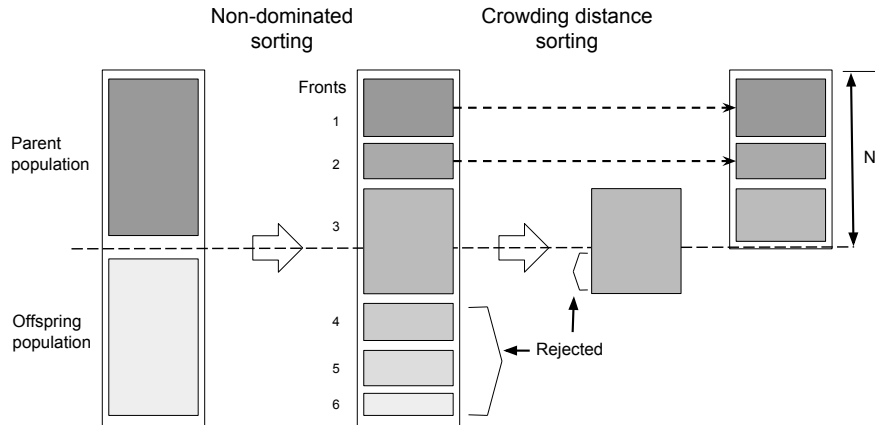 Non-dominated
sorting
Crowding distance
sorting
Fronts
1
2
3
4
5
6
Parent
population
Offspring
population
Rejected
N